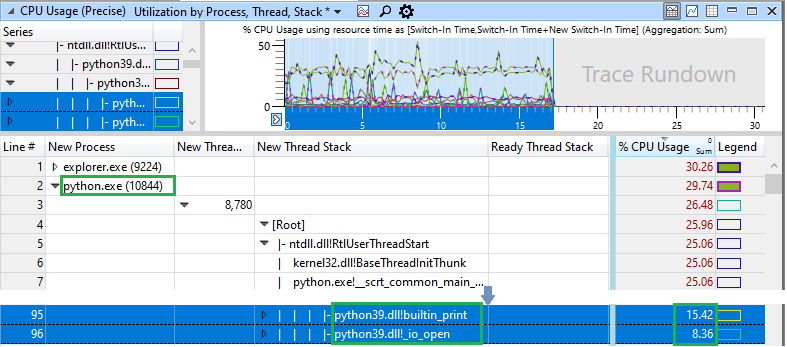 CPU Usage (Precise) Utilization by Process, Thread, Stack *
Series
|- ntdll.dll!RtlUs...
| |- python39.dl...
| | |- python3...
| | | |- pyth...
| | | |- pyth...
% CPU Usage using resource time as [Switch-In Time,Switch-In Time+New Switch-In Time] (Aggregation: Sum)
50
0
Trace Rundown
0 5 10 15 20 25 30
Line # New Process New Threa... New Thread Stack Ready Thread Stack % CPU Usage Sum 0 Legend
1 explorer.exe (9224) 30.26
2 python.exe (10844) 29.74
3 8,780 26.48
4 [Root] 25.96
5 |- ntdll.dll!RtlUserThreadStart 25.06
6 | kernel32.dll!BaseThreadInitThunk 25.06
7 | python.exe!__scrt_common_main_... 25.06
95 | | | |- python39.dll!builtin_print 15.42
96 | | | |- python39.dll!_io_open 8.36